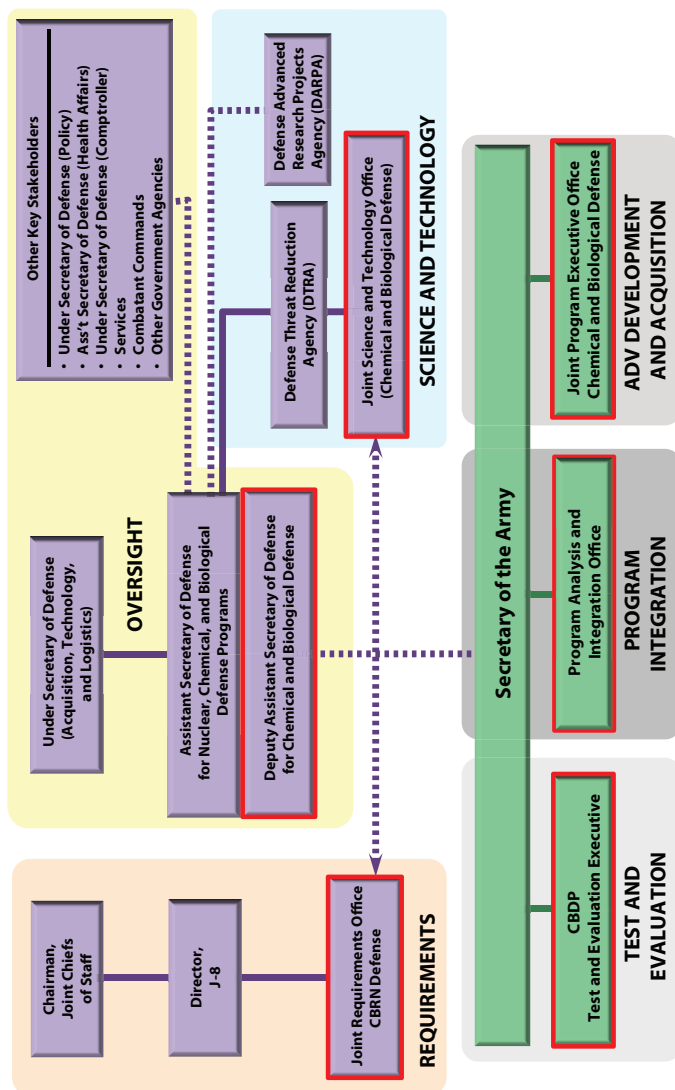 Chairman,
Joint Chiefs
of Staff
Director,
J-8
Joint Requirements Office
CBRN Defense
REQUIREMENTS
Under Secretary of Defense
(Acquisition, Technology,
and Logistics)
OVERSIGHT
Assistant Secretary of Defense
for Nuclear, Chemical, and Biological
Defense Programs
Deputy Assistant Secretary of Defense
for Chemical and Biological Defense
Other Key Stakeholders
• Under Secretary of Defense (Policy)
• Ass't Secretary of Defense (Health Affairs)
• Under Secretary of Defense (Comptroller)
• Services
• Combatant Commands
• Other Government Agencies
Defense Threat Reduction
Agency (DTRA)
Defense Advanced
Research Projects
Agency (DARPA)
Joint Science and Technology Office
(Chemical and Biological Defense)
SCIENCE AND TECHNOLOGY
Secretary of the Army
CBDP
Test and Evaluation Executive
TEST AND
EVALUATION
Program Analysis and
Integration Office
PROGRAM
INTEGRATION
Joint Program Executive Office
Chemical and Biological Defense
ADV DEVELOPMENT
AND ACQUISITION